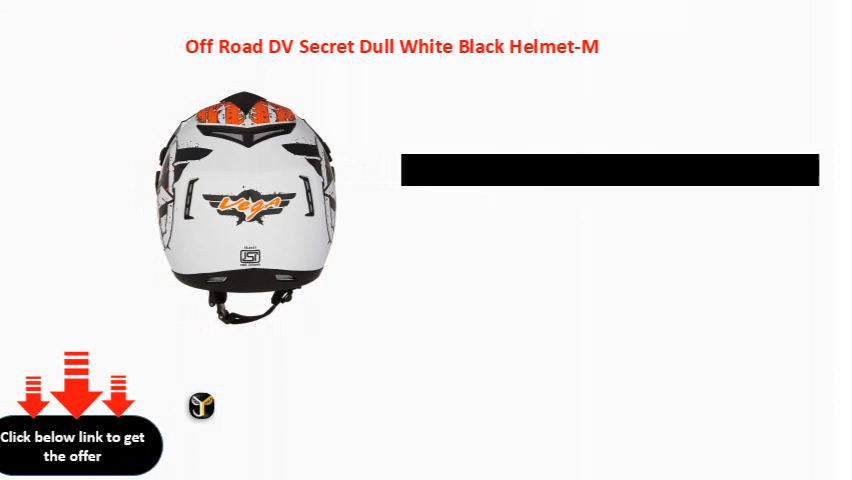 Off Road DV Secret Dull White Black Helmet-M
VegA
ISI
Click below link to get
the offer